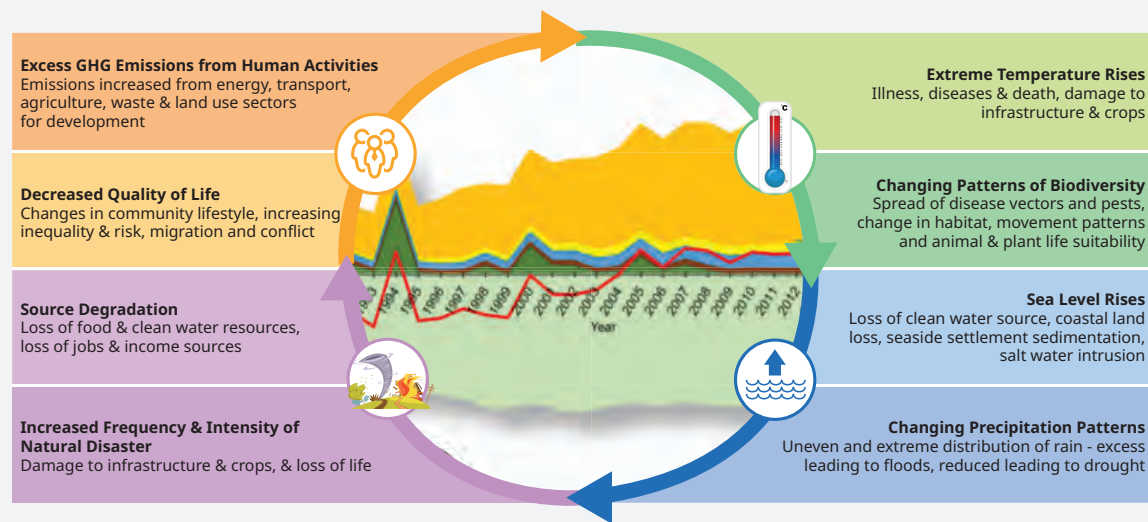 Excess GHG Emissions from Human Activities
Emissions increased from energy, transport,
agriculture, waste & land use sectors
for development
Decreased Quality of Life
Changes in community lifestyle, increasing
inequality & risk, migration and conflict
Source Degradation
Loss of food & clean water resources,
loss of jobs & income sources
Increased Frequency & Intensity of
Natural Disaster
Damage to infrastructure & crops, & loss of life
°C
1994
1996
1997
1998
1999
2000
2001
2002
2003
2004
2005
2006
2007
2008
2009
2010
2011
2012
Year
Extreme Temperature Rises
Illness, diseases & death, damage to
infrastructure & crops
Changing Patterns of Biodiversity
Spread of disease vectors and pests,
change in habitat, movement patterns
and animal & plant life suitability
Sea Level Rises
Loss of clean water source, coastal land
loss, seaside settlement sedimentation,
salt water intrusion
Changing Precipitation Patterns
Uneven and extreme distribution of rain - excess
leading to floods, reduced leading to drought